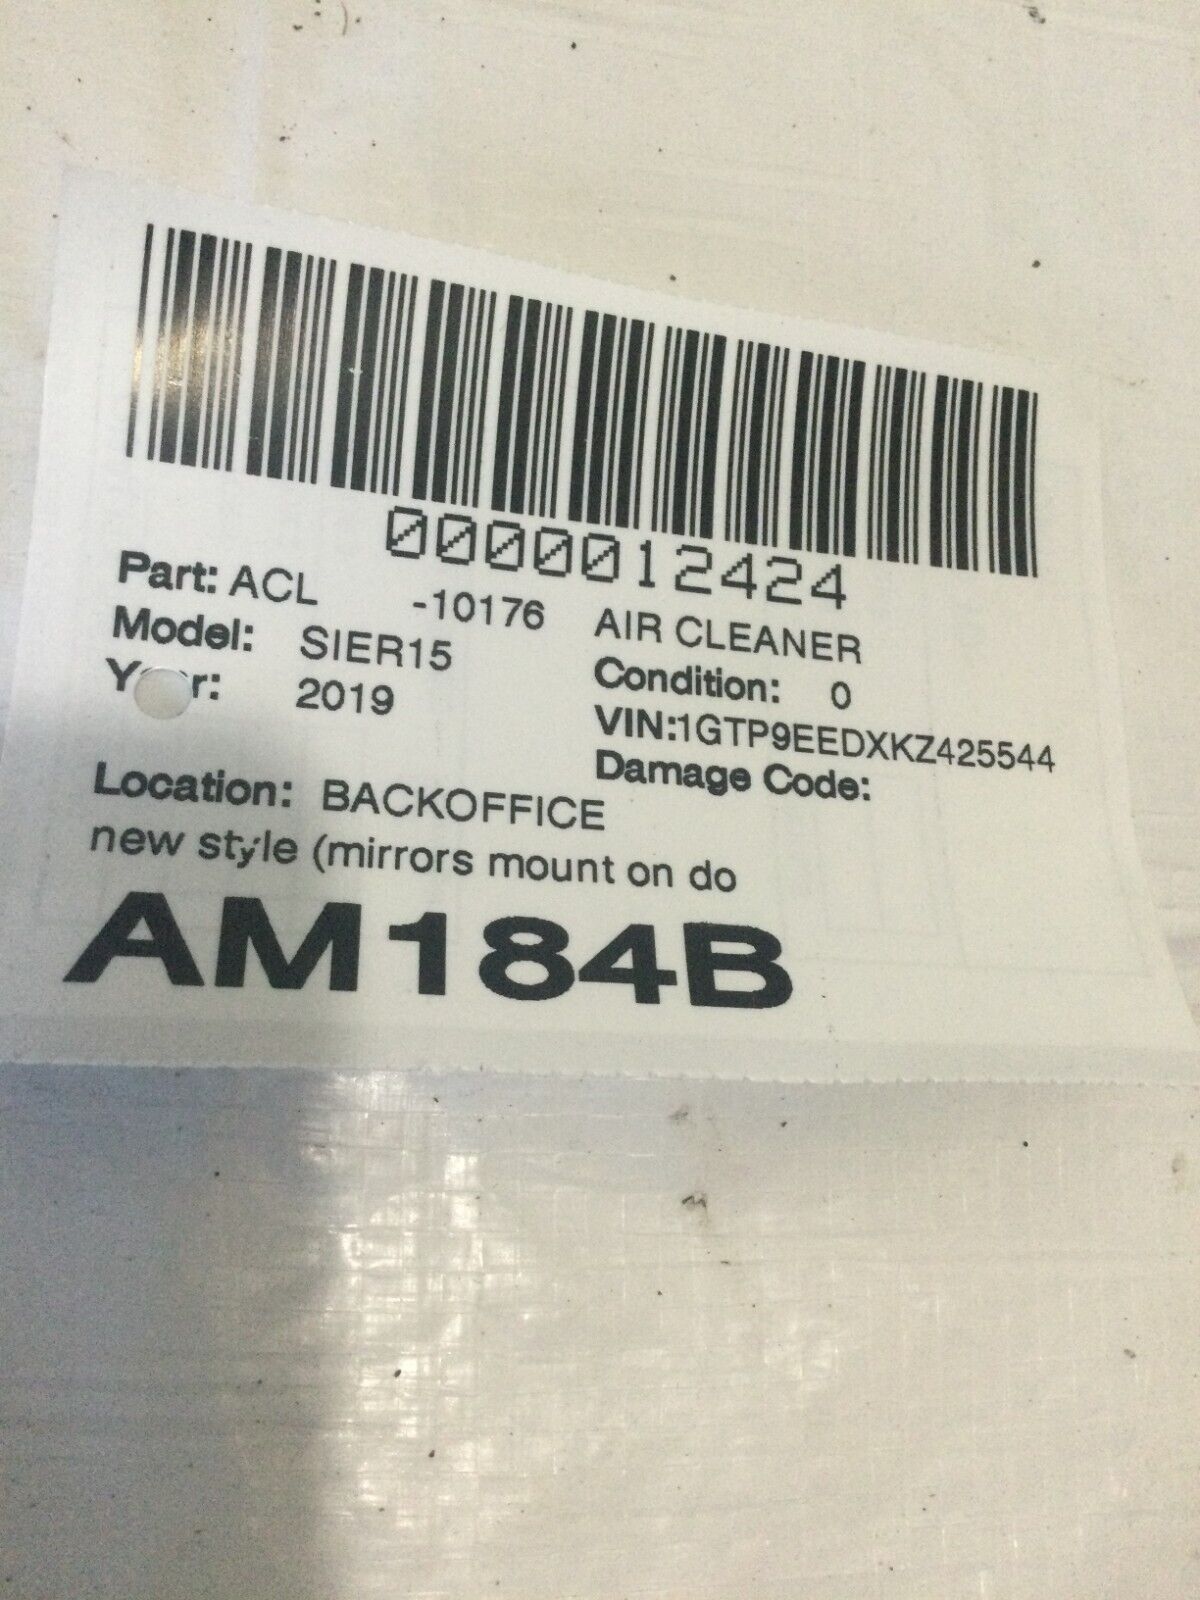 0000012424
Part: ACL -10176 AIR CLEANER
Model: SIER15 Condition: 0
2019 VIN:1GTP9EEDXKZ425544
Damage Code:
Location: BACKOFFICE
new style (mirrors mount on do
AM184B